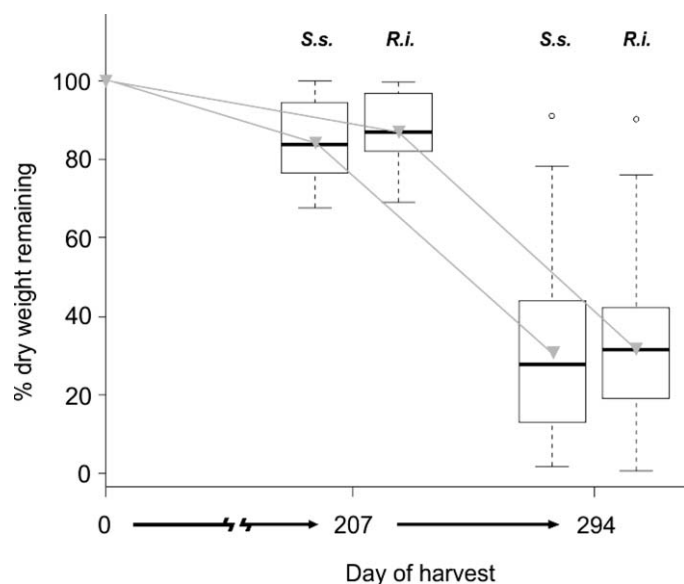 S.s. R.i. S.s. R.i.
100
80
60
40
20
0
% dry weight remaining
0 207 294
Day of harvest